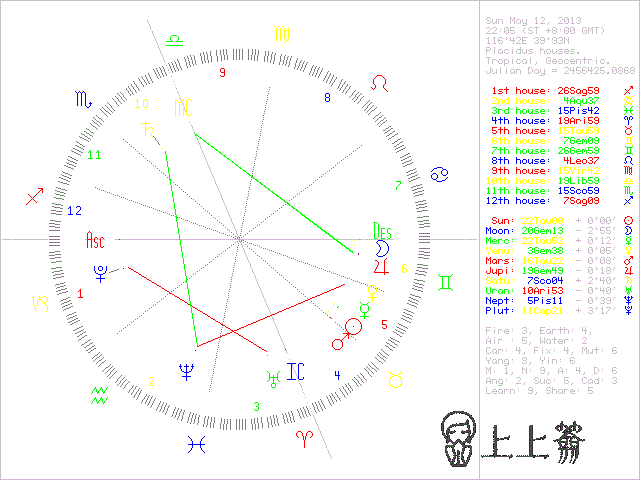 Sun May 12, 2013
22:05 (ST +8:00 GMT)
116°42E 39°93N
Placidus houses.
Tropical, Geocentric.
Julian Day = 2456425.0868
1st house: 26Sag59
2nd house: 4Aqu37
3rd house: 15Pis42
4th house: 19Ari59
5th house: 15Tau09
6th house: 7Gem09
7th house: 26Gem59
8th house: 4Leo37
9th house: 15Vir42
10th house: 19Lib59
11th house: 15Sco59
12th house: 7Sag09
Sun: 22Tau00 + 0°00'
Moon: 20Gem13 - 2°55'
Merc: 22Tau52 + 0°12'
Venu: 3Gem38 + 0°05'
Mars: 16Tau22 - 0°08'
Jupi: 19Gem49 - 0°18'
Satu: 7Sco04 + 2°40'
Uran: 10Ari53 - 0°40'
Nept: 5Pis11 - 0°39'
Plut: 11Cap21 + 3°17'
Fire: 3, Earth: 4,
Air : 5, Water: 2
Car: 4, Fix: 4, Mut: 6
Yang: 8, Yin: 6
M: 1, N: 9, A: 4, D: 6
Ang: 2, Suc: 5, Cad: 3
Learn: 9, Share: 5
9
8
10
MC
11
7
12
Asc
Des
6
1
5
2
IC
4
3
上上